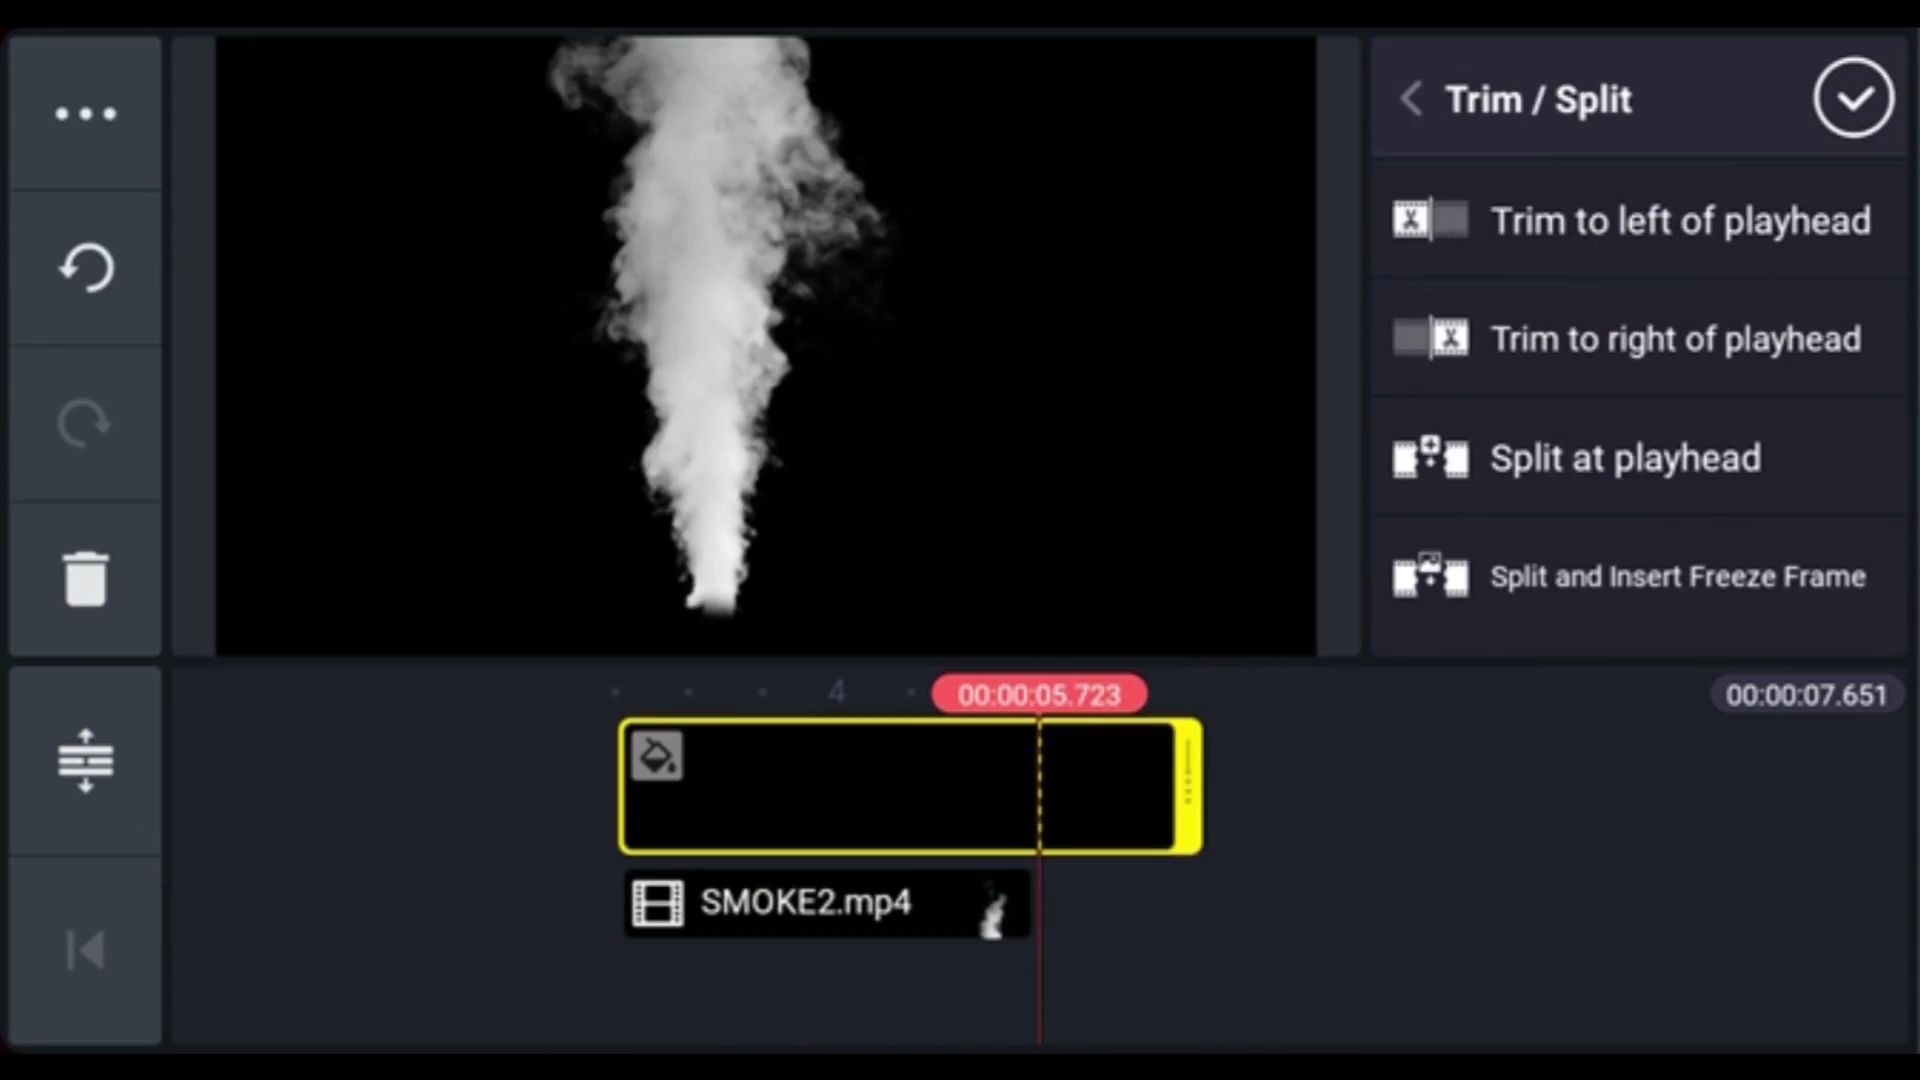 Trim / Split
Trim to left of playhead
Trim to right of playhead
Split at playhead
Split and Insert Freeze Frame
4
00:00:05.723
00:00:07.651
SMOKE2.mp4